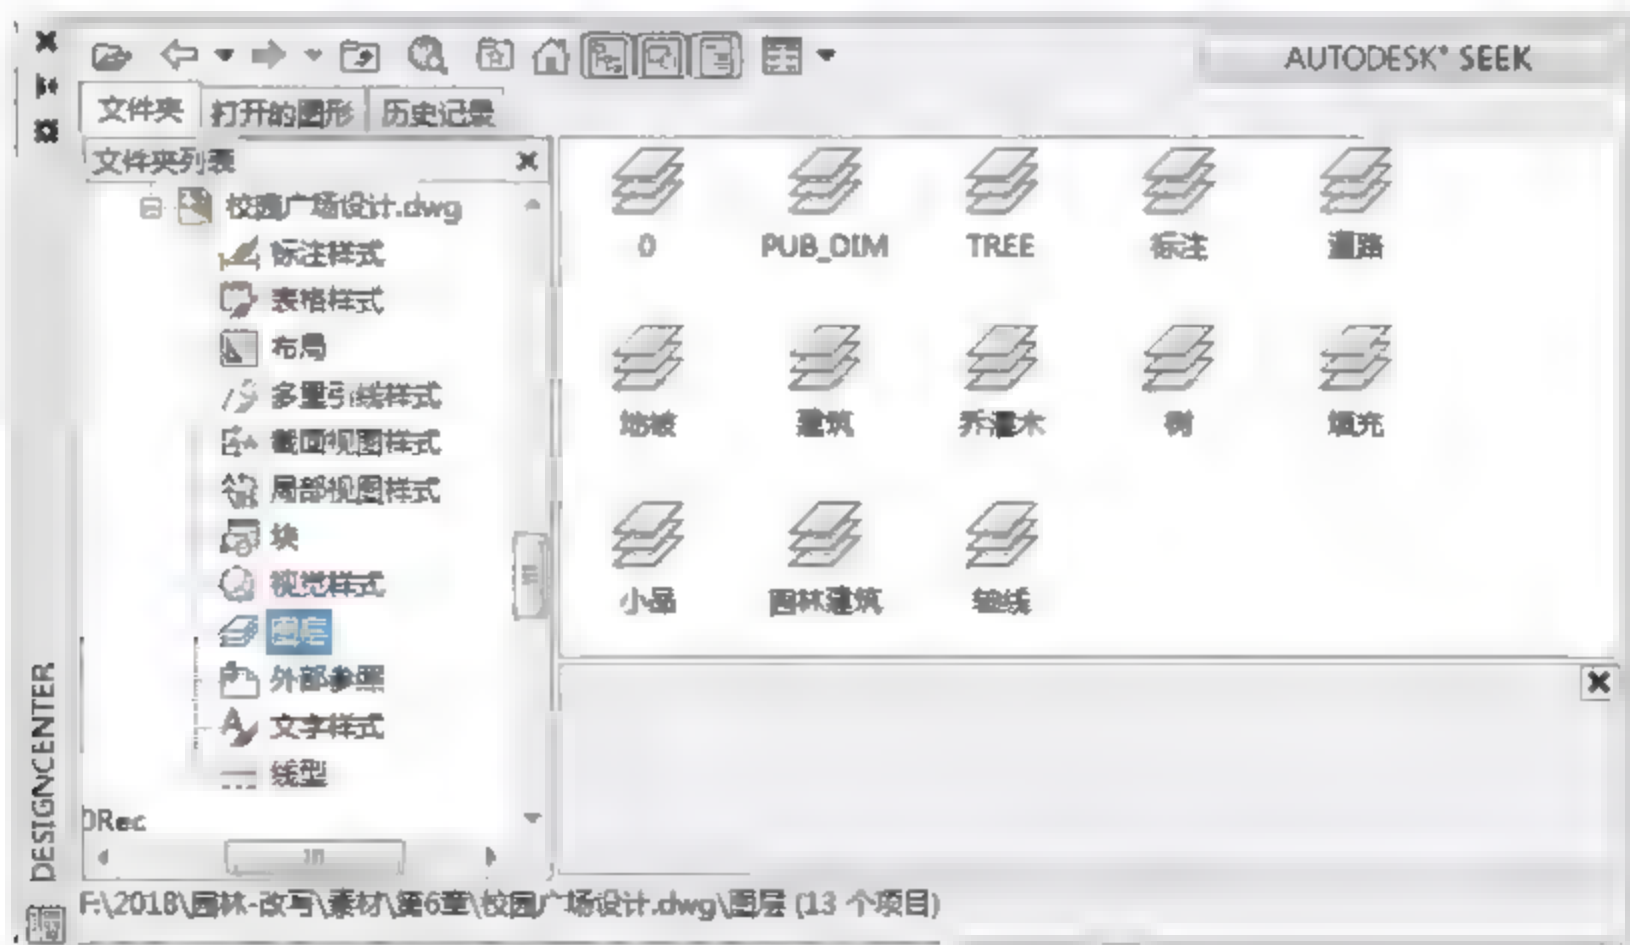 AUTODESK® SEEK
文件夹 打开的图形 历史记录
文件夹列表
校园广场设计.dwg
标注样式
表格样式
布局
多重引线样式
截面视图样式
局部视图样式
块
视觉样式
图层
外部参照
文字样式
线型
DRec
0 PUB_DIM TREE 标注 道路
地被 建筑 乔灌木 树 填充
小品 园林建筑 轴线
DESIGNCENTER
F:\2018\园林-改写\素材\第6章\校园广场设计.dwg\图层 (13 个项目)